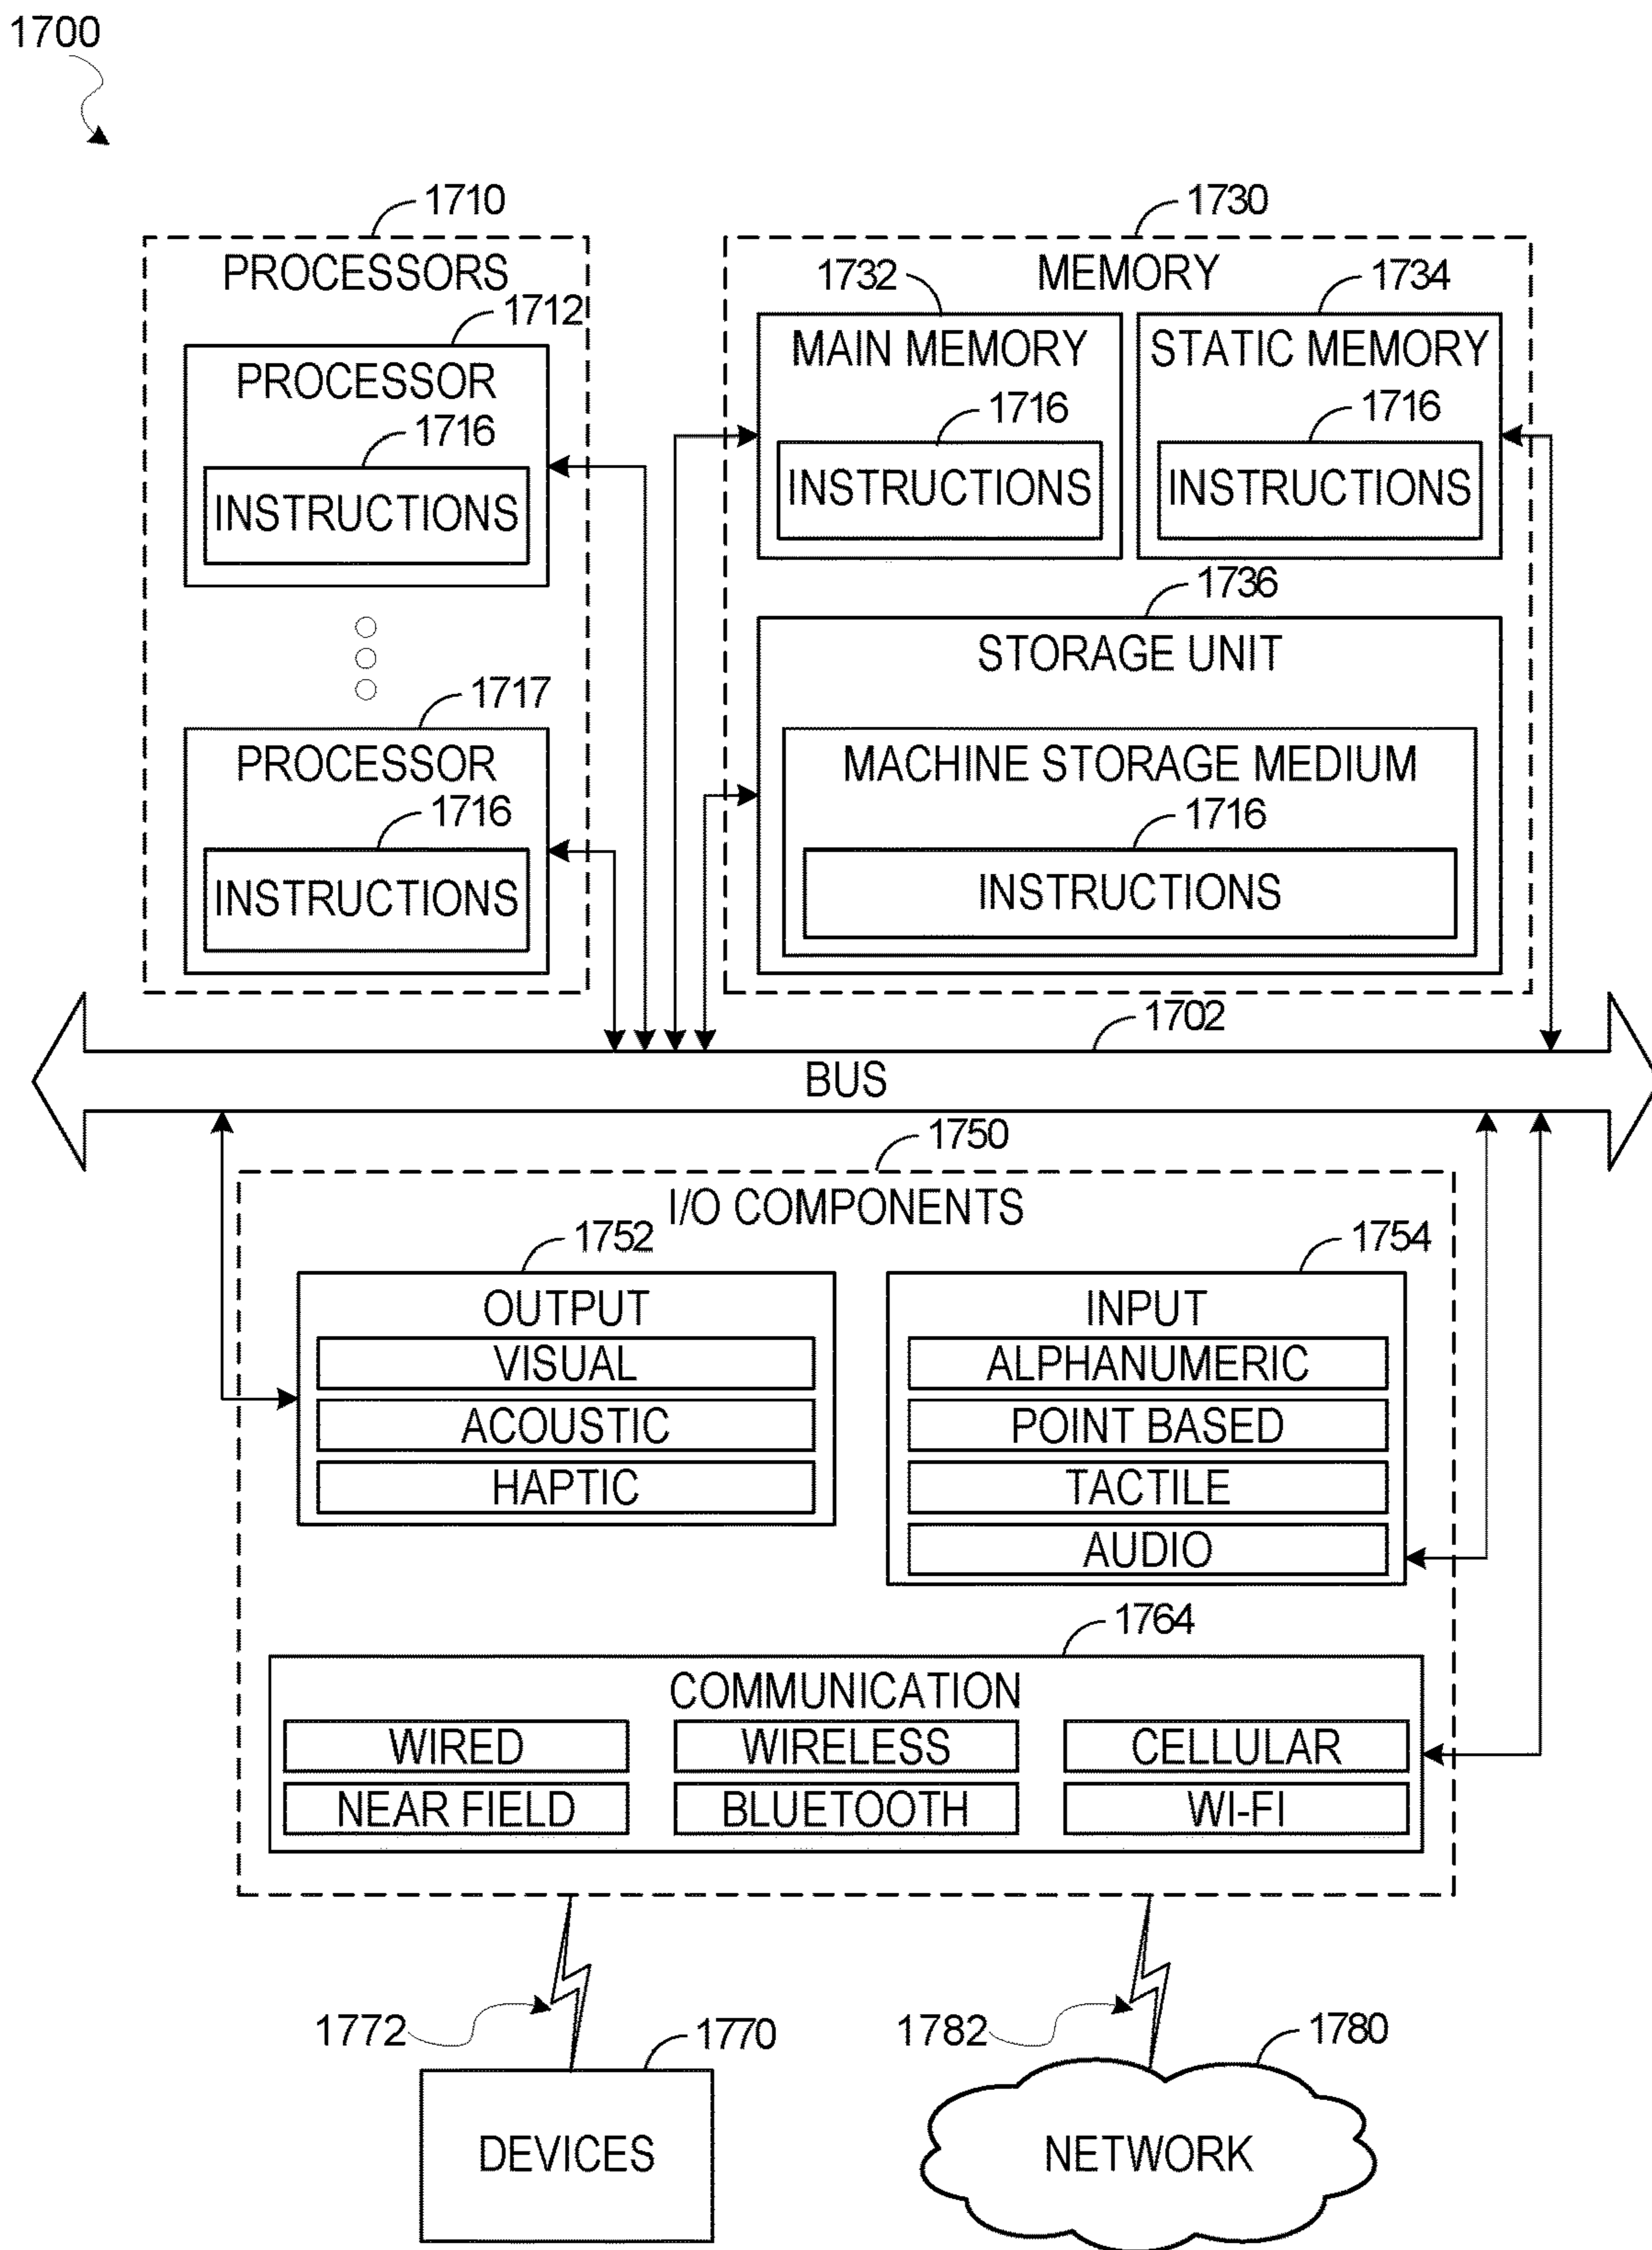 1700
1710
PROCESSORS
1712
PROCESSOR
1716
INSTRUCTIONS
1717
PROCESSOR
1716
INSTRUCTIONS
1730
MEMORY
1732
MAIN MEMORY
1716
INSTRUCTIONS
1734
STATIC MEMORY
1716
INSTRUCTIONS
1736
STORAGE UNIT
MACHINE STORAGE MEDIUM
1716
INSTRUCTIONS
1702
BUS
1750
I/O COMPONENTS
1752
OUTPUT
VISUAL
ACOUSTIC
HAPTIC
1754
INPUT
ALPHANUMERIC
POINT BASED
TACTILE
AUDIO
1764
COMMUNICATION
WIRED
WIRELESS
CELLULAR
NEAR FIELD
BLUETOOTH
WI-FI
1772
1770
DEVICES
1782
1780
NETWORK